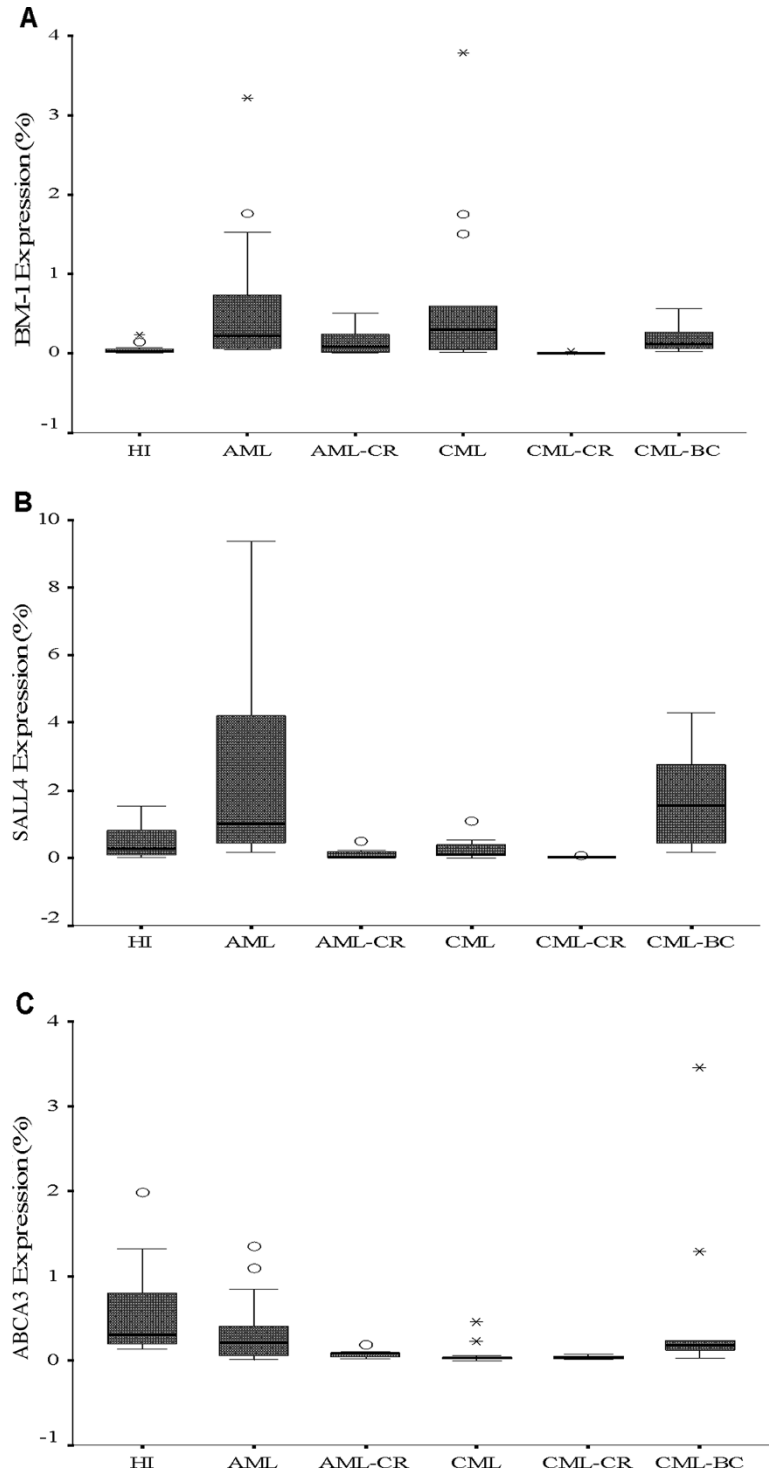 A
BM-1 Expression (%)
4
3
2
1
0
-1
HI AML AML-CR CML CML-CR CML-BC
B
SALL4 Expression (%)
10
8
6
4
2
0
-2
HI AML AML-CR CML CML-CR CML-BC
C
ABCA3 Expression (%)
4
3
2
1
0
-1
HI AML AML-CR CML CML-CR CML-BC